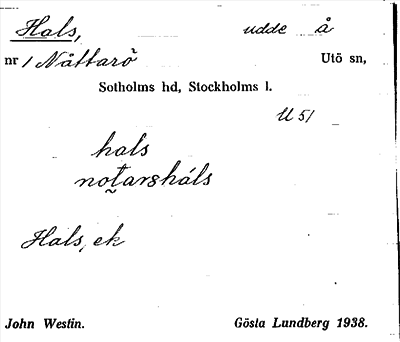 Hals, udde å
nr 1 Nåttarö Utö sn,
Sotholms hd, Stockholms l.
U 51
hals
notarshals
Hals, ek
John Westin. Gösta Lundberg 1938.